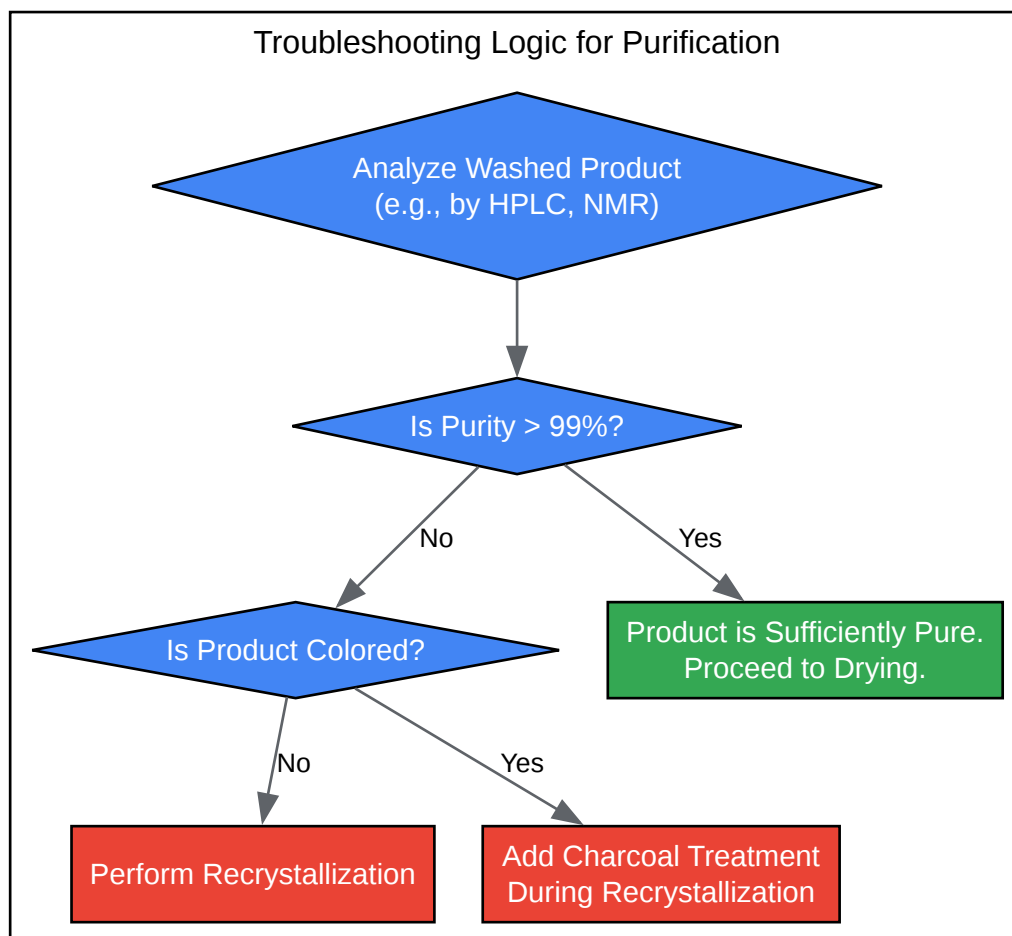 Troubleshooting Logic for Purification
Analyze Washed Product
(e.g., by HPLC, NMR)
Is Purity > 99%?
No
Yes
Is Product Colored?
Product is Sufficiently Pure.
Proceed to Drying.
No
Yes
Perform Recrystallization
Add Charcoal Treatment
During Recrystallization